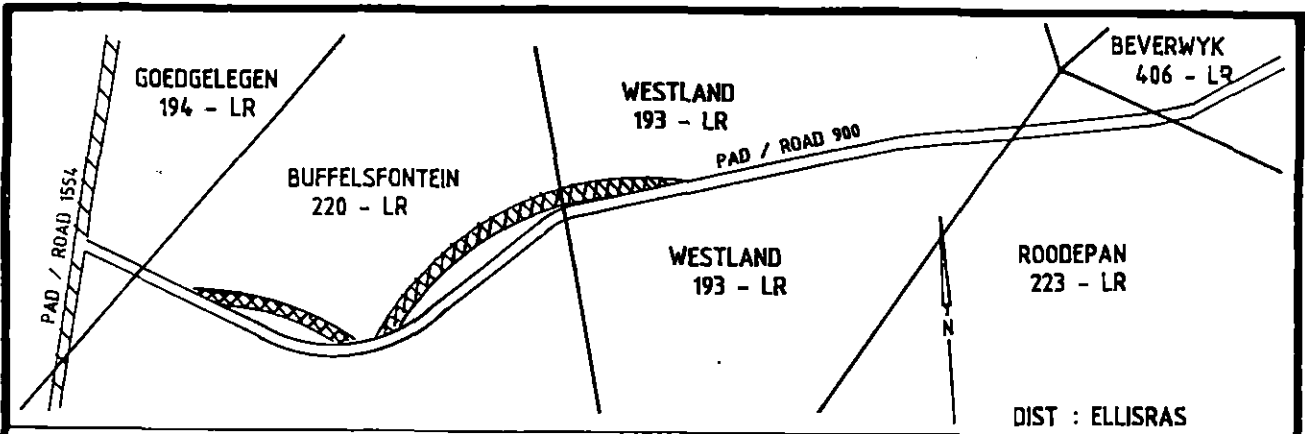 GOEDGELEGEN
194 - LR
BEVERWYK
406 - LR
WESTLAND
193 - LR
PAD / ROAD 900
BUFFELSFONTEIN
220 - LR
PAD / ROAD 1554
WESTLAND
193 - LR
ROODEPAN
223 - LR
N
DIST : ELLISRAS